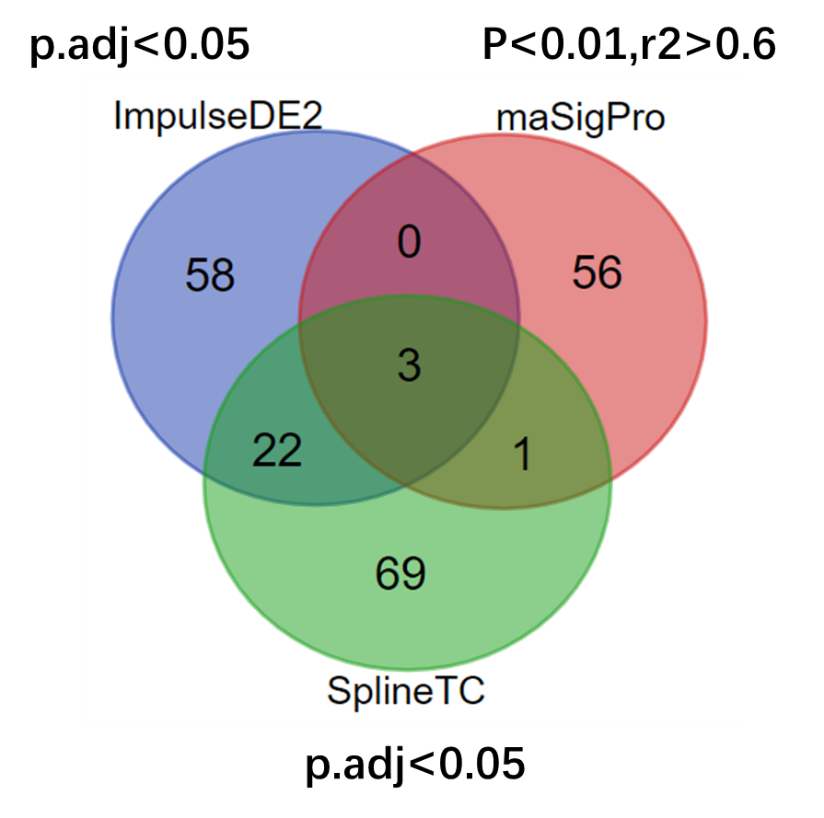 p.adj<0.05
P<0.01,r2>0.6
ImpulseDE2
maSigPro
0
58
56
3
22
1
69
SplineTC
p.adj<0.05